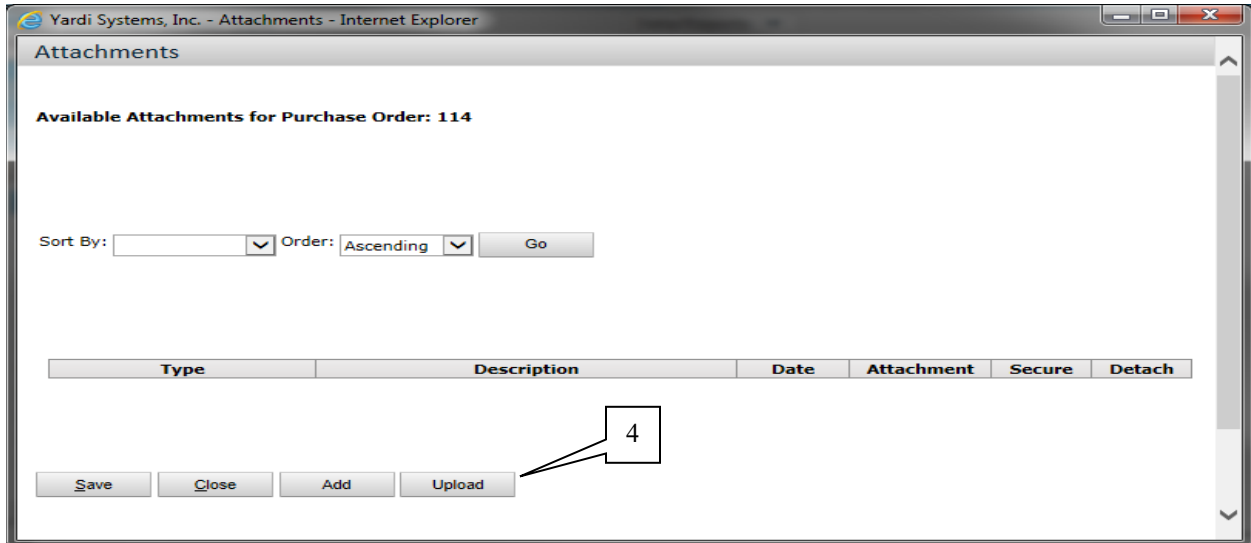 Yardi Systems, Inc. - Attachments - Internet Explorer
Attachments
Available Attachments for Purchase Order: 114
Sort By: Order: Ascending Go
Type Description Date Attachment Secure Detach
4
Save Close Add Upload